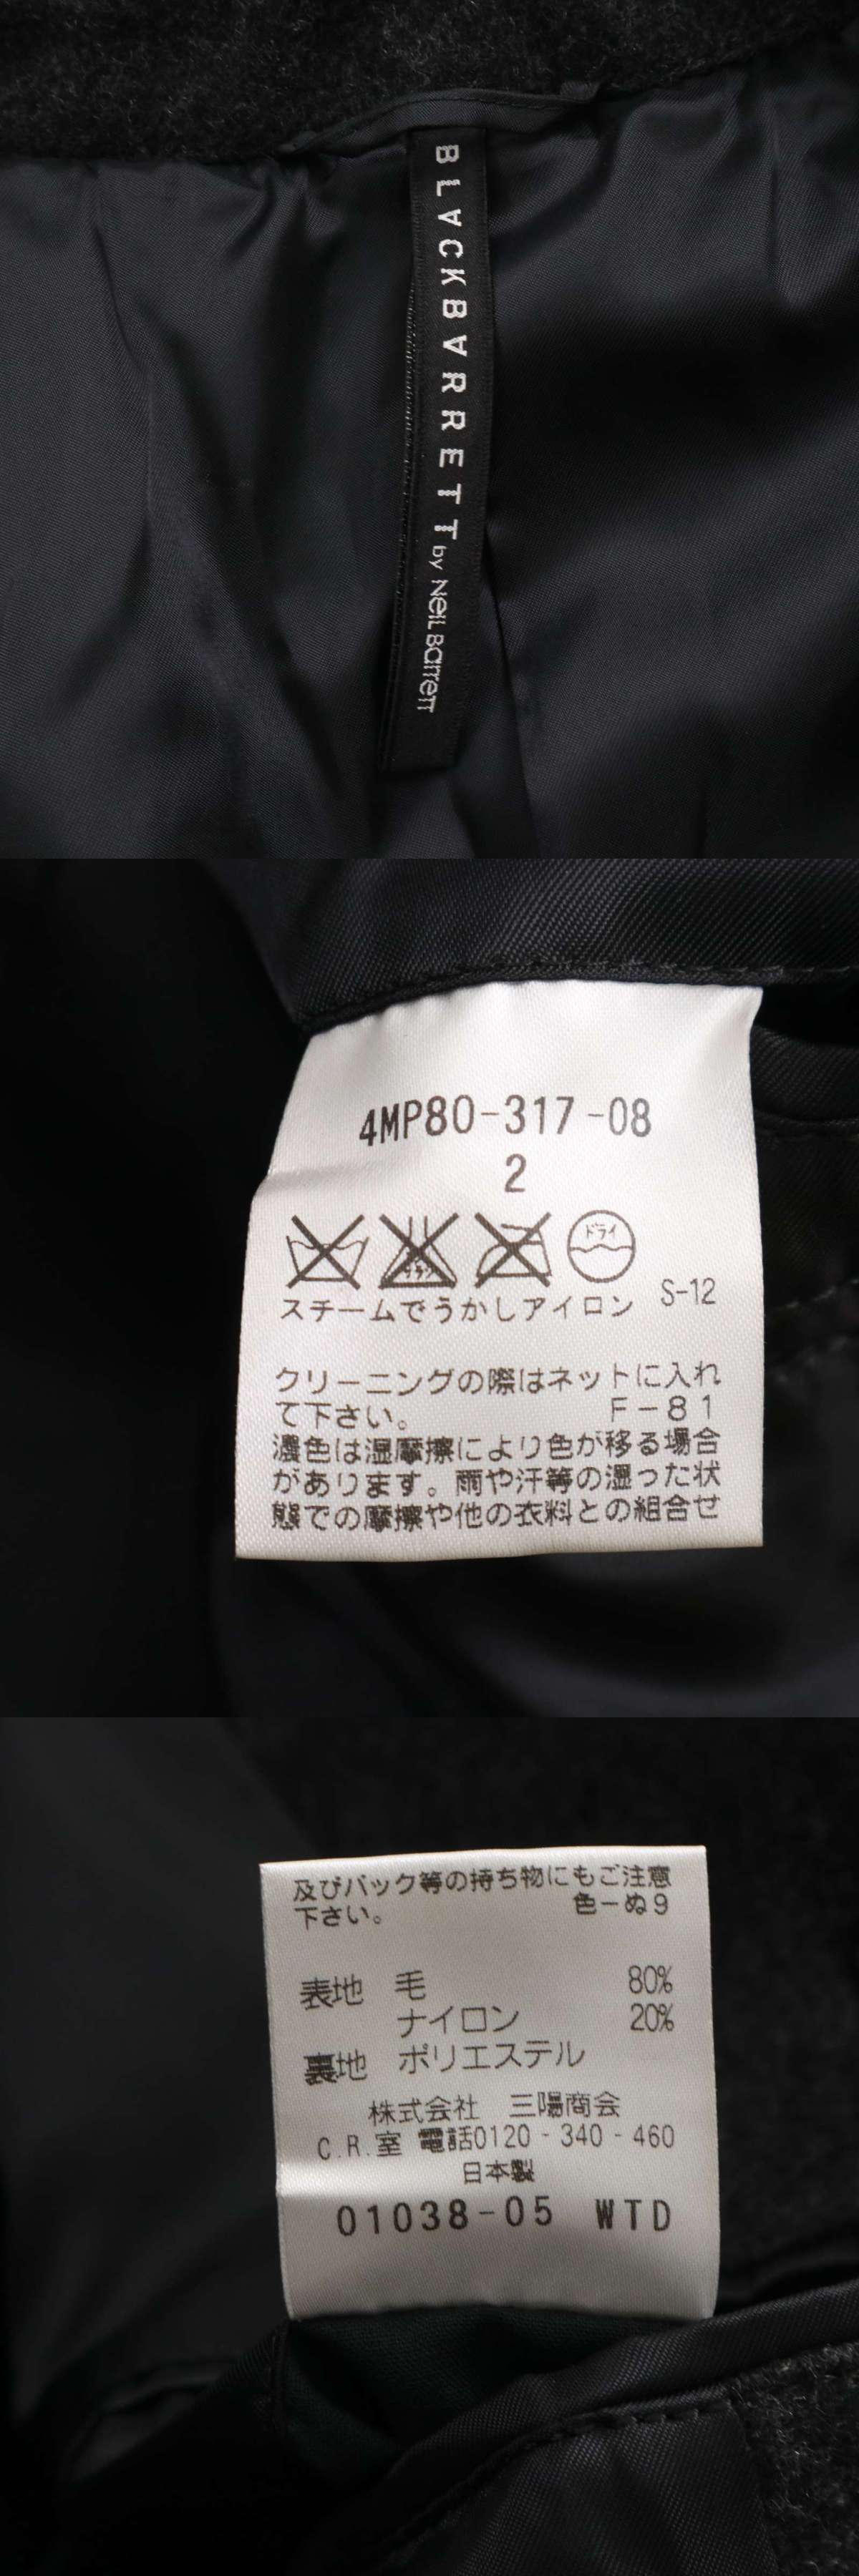 BLACKBARRETT by Neil Barrett
4MP80-317-08
2
ドライ
スチームでうかしアイロン S-12
クリーニングの際はネットに入れ
て下さい。 F-81
濃色は湿摩擦により色が移る場合
があります。雨や汗等の湿った状
態での摩擦や他の衣料との組合せ
及びバック等の持ち物にもご注意
下さい。 色-ぬ9
表地 毛 80%
ナイロン 20%
裏地 ポリエステル
株式会社 三陽商会
C.R.室 電話0120-340-460
日本製
01038-05 WTD